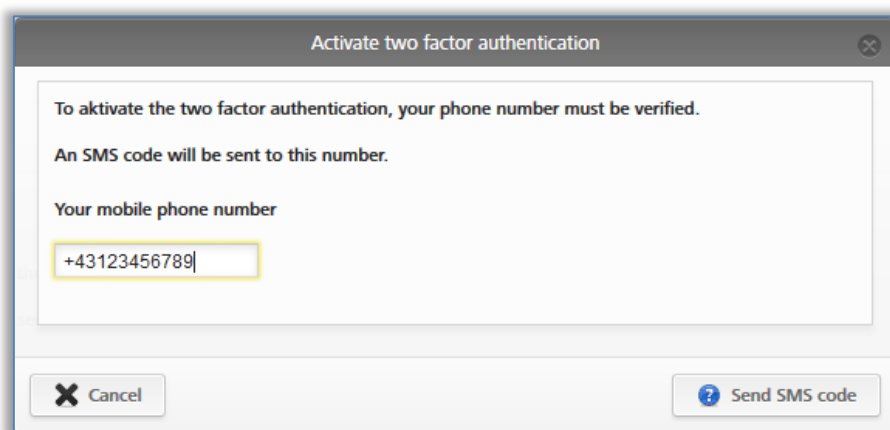 Activate two factor authentication
To aktivate the two factor authentication, your phone number must be verified.
An SMS code will be sent to this number.
Your mobile phone number
+43123456789
Cancel
Send SMS code